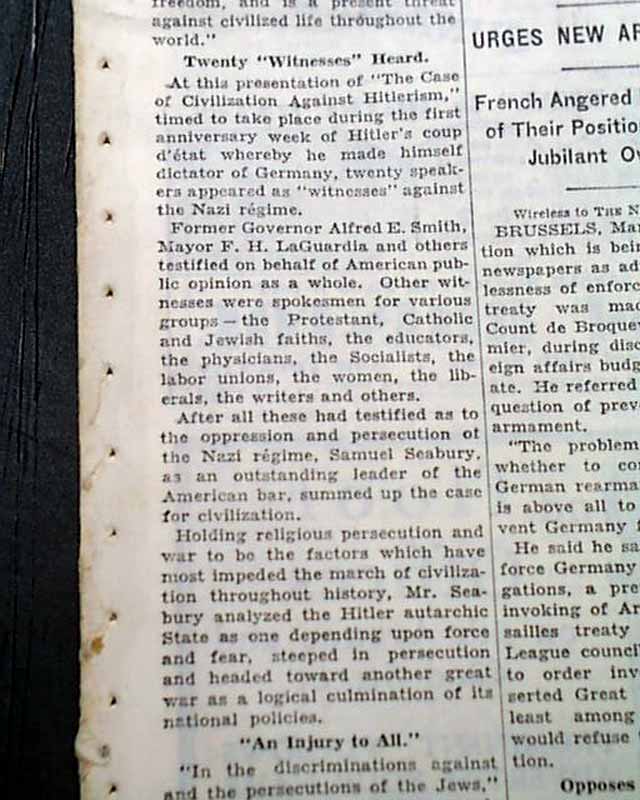 freedom, and is a present threat
against civilized life throughout the
world."
Twenty "Witnesses" Heard.
At this presentation of "The Case
of Civilization Against Hitlerism,"
timed to take place during the first
anniversary week of Hitler's coup
d'état whereby he made himself
dictator of Germany, twenty speak-
ers appeared as "witnesses" against
the Nazi régime.
Former Governor Alfred E. Smith,
Mayor F. H. LaGuardia and others
testified on behalf of American pub-
lic opinion as a whole. Other wit-
nesses were spokesmen for various
groups—the Protestant, Catholic
and Jewish faiths, the educators,
the physicians, the Socialists, the
labor unions, the women, the lib-
erals, the writers and others.
After all these had testified as to
the oppression and persecution of
the Nazi régime, Samuel Seabury,
as an outstanding leader of the
American bar, summed up the case
for civilization.
Holding religious persecution and
war to be the factors which have
most impeded the march of civiliza-
tion throughout history, Mr. Sea-
bury analyzed the Hitler autarchic
State as one depending upon force
and fear, steeped in persecution
and headed toward another great
war as a logical culmination of its
national policies.
"An Injury to All."
"In the discriminations against
and the persecutions of the Jews,"
URGES NEW AR
French Angered
of Their Positio
Jubilant Ov
Wireless to THE N
BRUSSELS, Mar
tion which is bein
newspapers as ad
lessness of enforc
treaty was mad
Count de Broquev
mier, during disc
eign affairs budg
ate. He referred
question of prev
armament.
"The problem
whether to con
German rearma
is above all to
vent Germany f
He said he sa
force Germany
gations, a pre
invoking of Ar
sailles treaty
League council
to order inv
serted Great
least among
would refuse
tion.
Opposes